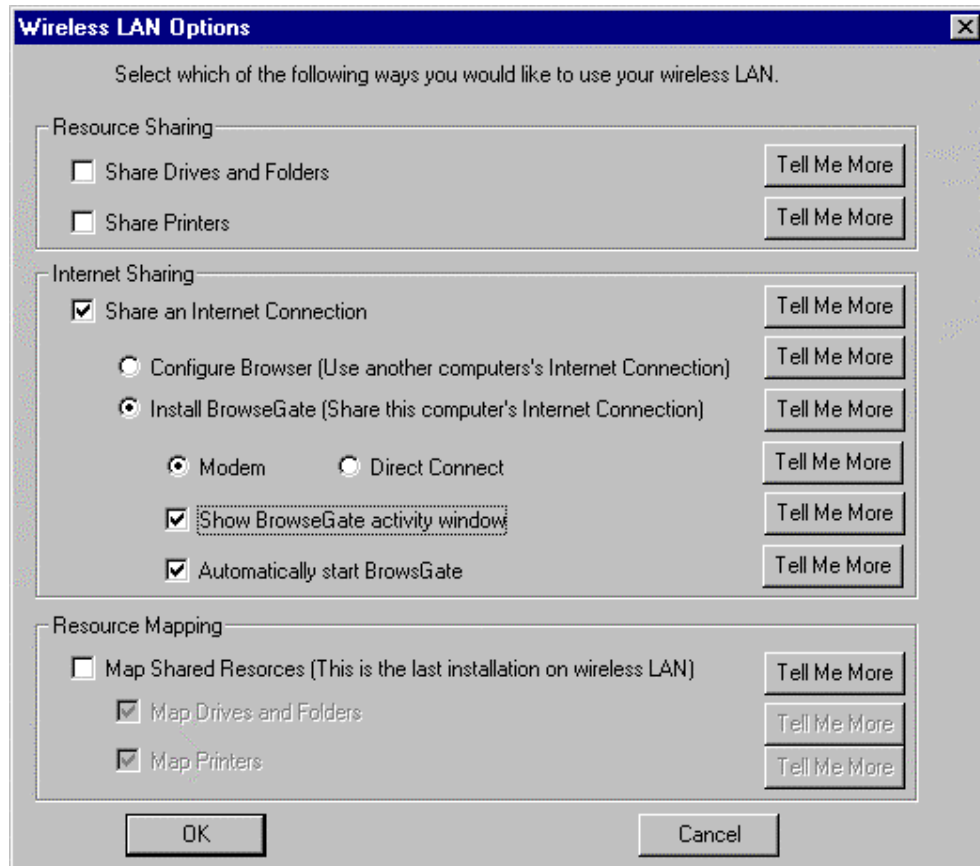 Wireless LAN Options
Select which of the following ways you would like to use your wireless LAN.
Resource Sharing
Share Drives and Folders Tell Me More
Share Printers Tell Me More
Internet Sharing
Share an Internet Connection Tell Me More
Configure Browser (Use another computers's Internet Connection) Tell Me More
Install BrowseGate (Share this computer's Internet Connection) Tell Me More
Modem Direct Connect Tell Me More
Show BrowseGate activity window Tell Me More
Automatically start BrowsGate Tell Me More
Resource Mapping
Map Shared Resorces (This is the last installation on wireless LAN) Tell Me More
Map Drives and Folders Tell Me More
Map Printers Tell Me More
OK Cancel